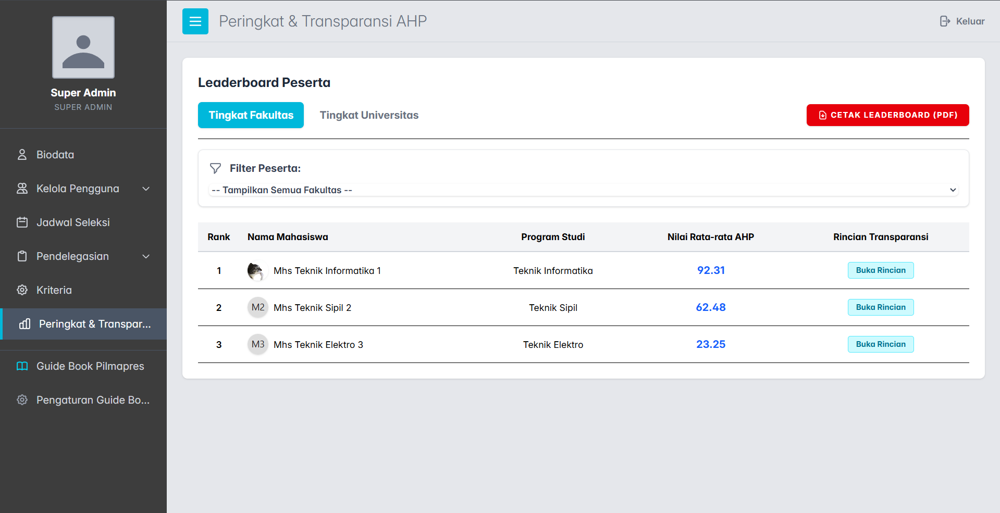 Super Admin
SUPER ADMIN
Biodata
Kelola Pengguna
Jadwal Seleksi
Pendelegasian
Kriteria
Peringkat & Transpar...
Guide Book Pilmapres
Pengaturan Guide Bo...
Peringkat & Transparansi AHP
Keluar
Leaderboard Peserta
Tingkat Fakultas Tingkat Universitas CETAK LEADERBOARD (PDF)
Filter Peserta:
-- Tampilkan Semua Fakultas --
Rank Nama Mahasiswa Program Studi Nilai Rata-rata AHP Rincian Transparansi
1 Mhs Teknik Informatika 1 Teknik Informatika 92.31 Buka Rincian
2 M2 Mhs Teknik Sipil 2 Teknik Sipil 62.48 Buka Rincian
3 M3 Mhs Teknik Elektro 3 Teknik Elektro 23.25 Buka Rincian